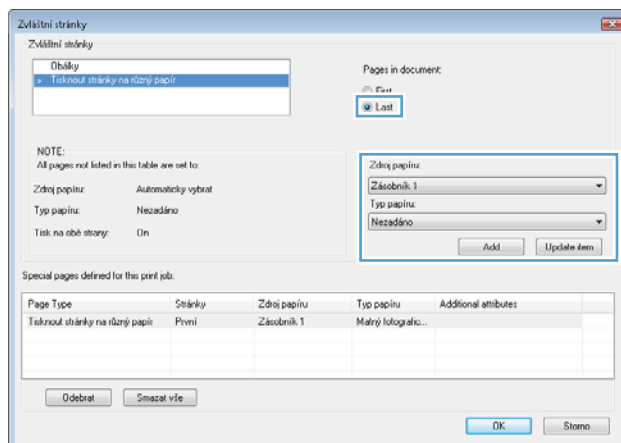 Zvláštní stránky
Zvláštní stránky
Obálky
» Tisknout stránky na různý papír
Pages in document:
First
Last
NOTE:
All pages not listed in this table are set to:
Zdroj papíru: Automaticky vybrat
Typ papíru: Nezadáno
Tisk na obě strany: On
Zdroj papíru:
Zásobník 1
Typ papíru:
Nezadáno
Add Update item
Special pages defined for this print job:
Page Type Stránky Zdroj papíru Typ papíru Additional attributes
Tisknout stránky na různý papír První Zásobník 1 Matný fotografic...
Odebrat Smazat vše
OK Storno